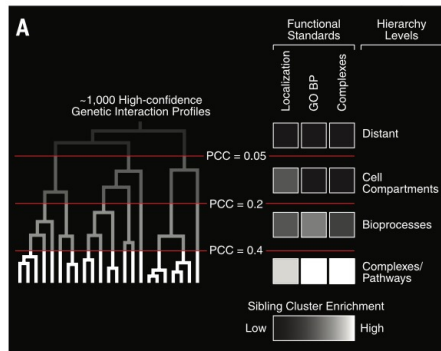 A
Functional
Standards
Hierarchy
Levels
Localization
GO BP
Complexes
~1,000 High-confidence
Genetic Interaction Profiles
Distant
PCC = 0.05
Cell
Compartments
PCC = 0.2
Bioprocesses
PCC = 0.4
Complexes/
Pathways
Sibling Cluster Enrichment
Low
High